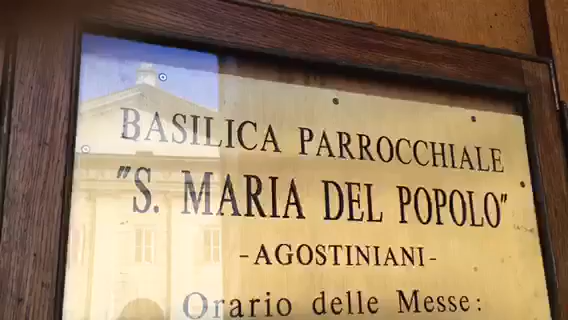 BASILICA PARROCCHIALE
"S. MARIA DEL POPOLO"
-AGOSTINIANI-
Orario delle Messe: